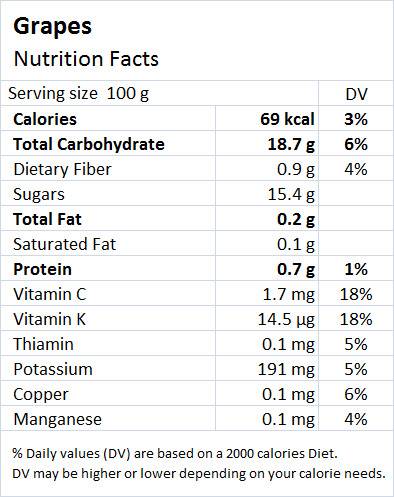 Grapes
Nutrition Facts
Serving size 100 g DV
Calories 69 kcal 3%
Total Carbohydrate 18.7 g 6%
Dietary Fiber 0.9 g 4%
Sugars 15.4 g
Total Fat 0.2 g
Saturated Fat 0.1 g
Protein 0.7 g 1%
Vitamin C 1.7 mg 18%
Vitamin K 14.5 µg 18%
Thiamin 0.1 mg 5%
Potassium 191 mg 5%
Copper 0.1 mg 6%
Manganese 0.1 mg 4%
% Daily values (DV) are based on a 2000 calories Diet.
DV may be higher or lower depending on your calorie needs.